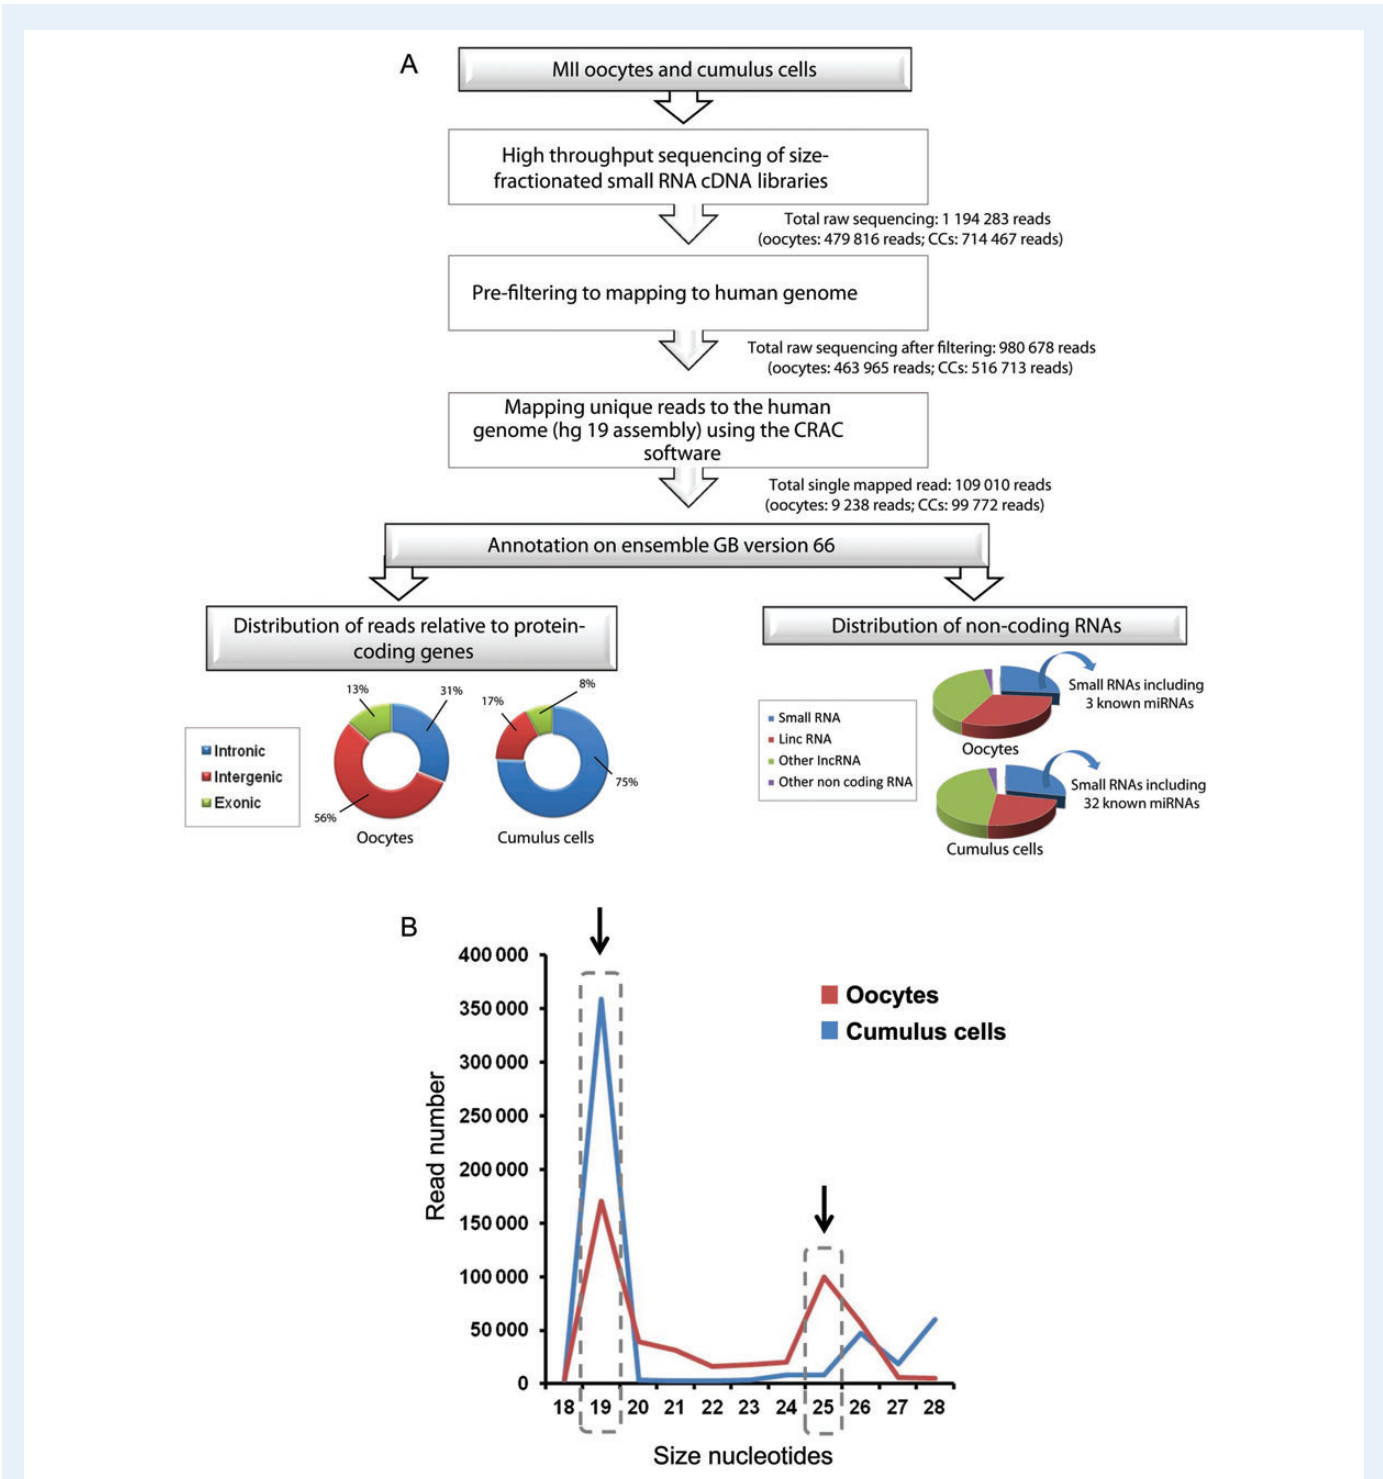 A
MII oocytes and cumulus cells
High throughput sequencing of size-
fractionated small RNA cDNA libraries
Total raw sequencing: 1 194 283 reads
(oocytes: 479 816 reads; CCs: 714 467 reads)
Pre-filtering to mapping to human genome
Total raw sequencing after filtering: 980 678 reads
(oocytes: 463 965 reads; CCs: 516 713 reads)
Mapping unique reads to the human
genome (hg 19 assembly) using the CRAC
software
Total single mapped read: 109 010 reads
(oocytes: 9 238 reads; CCs: 99 772 reads)
Annotation on ensemble GB version 66
Distribution of reads relative to protein-
coding genes
Intronic
Intergenic
Exonic
13%
31%
56%
Oocytes
17%
8%
75%
Cumulus cells
Distribution of non-coding RNAs
Small RNA
Linc RNA
Other lncRNA
Other non coding RNA
Small RNAs including
3 known miRNAs
Oocytes
Small RNAs including
32 known miRNAs
Cumulus cells
B
Read number
400 000
350 000
300 000
250 000
200 000
150 000
100 000
50 000
0
Oocytes
Cumulus cells
18 19 20 21 22 23 24 25 26 27 28
Size nucleotides